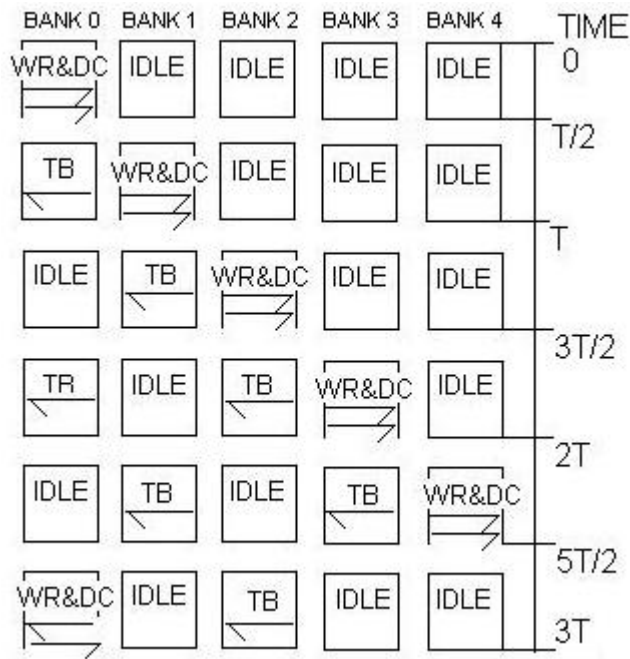 BANK 0 BANK 1 BANK 2 BANK 3 BANK 4 TIME
WR&DC IDLE IDLE IDLE IDLE 0
T/2
TB WR&DC IDLE IDLE IDLE
T
IDLE TB WR&DC IDLE IDLE
3T/2
TR IDLE TB WR&DC IDLE
2T
IDLE TB IDLE TB WR&DC
5T/2
WR&DC IDLE TB IDLE IDLE
3T